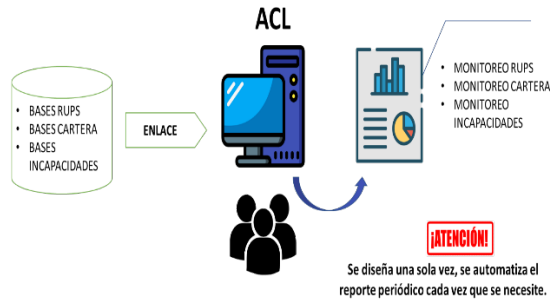 ACL
• BASES RUPS
• BASES CARTERA
• BASES
INCAPACIDADES
ENLACE
• MONITOREO RUPS
• MONITOREO CARTERA
• MONITOREO
INCAPACIDADES
¡ATENCIÓN!
Se diseña una sola vez, se automatiza el
reporte periódico cada vez que se necesite.